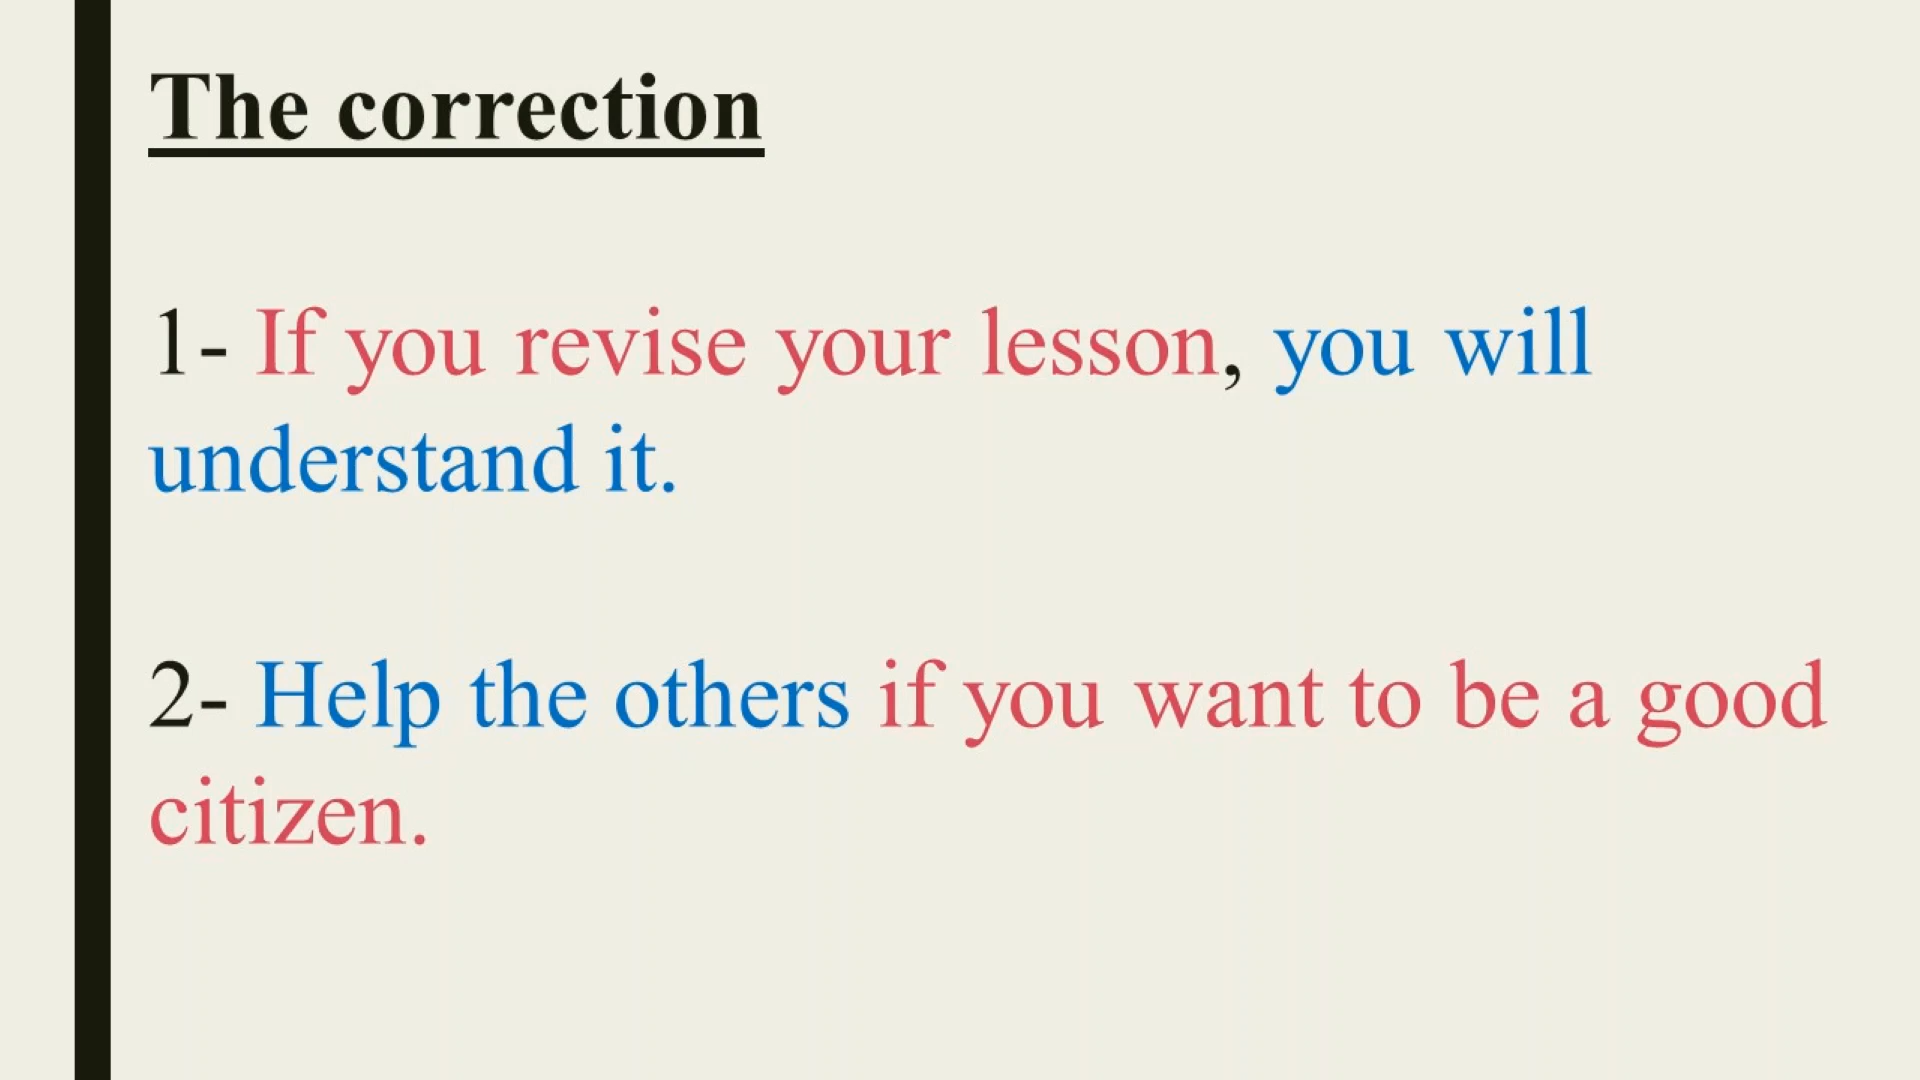 The correction
1- If you revise your lesson, you will
understand it.
2- Help the others if you want to be a good
citizen.